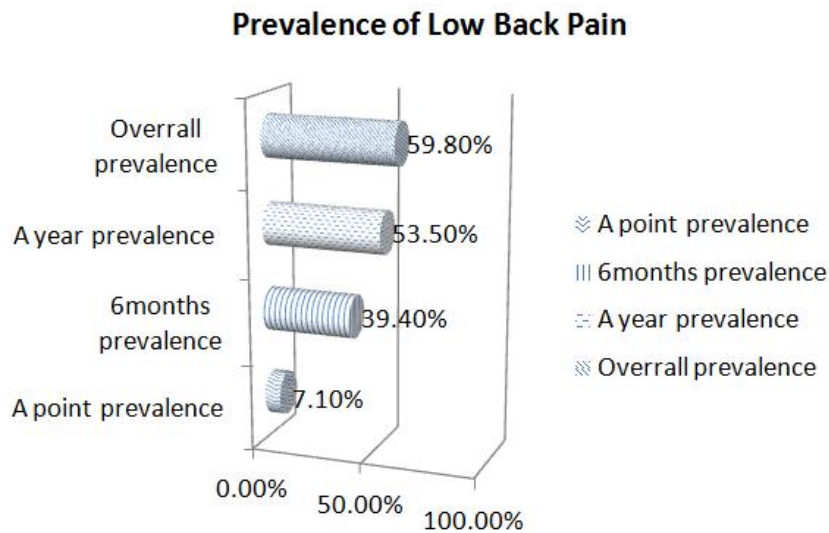 Prevalence of Low Back Pain
Overrall
prevalence
59.80%
A year prevalence
53.50%
6months
prevalence
39.40%
A point prevalence
7.10%
0.00%
50.00%
100.00%
A point prevalence
6months prevalence
A year prevalence
Overrall prevalence